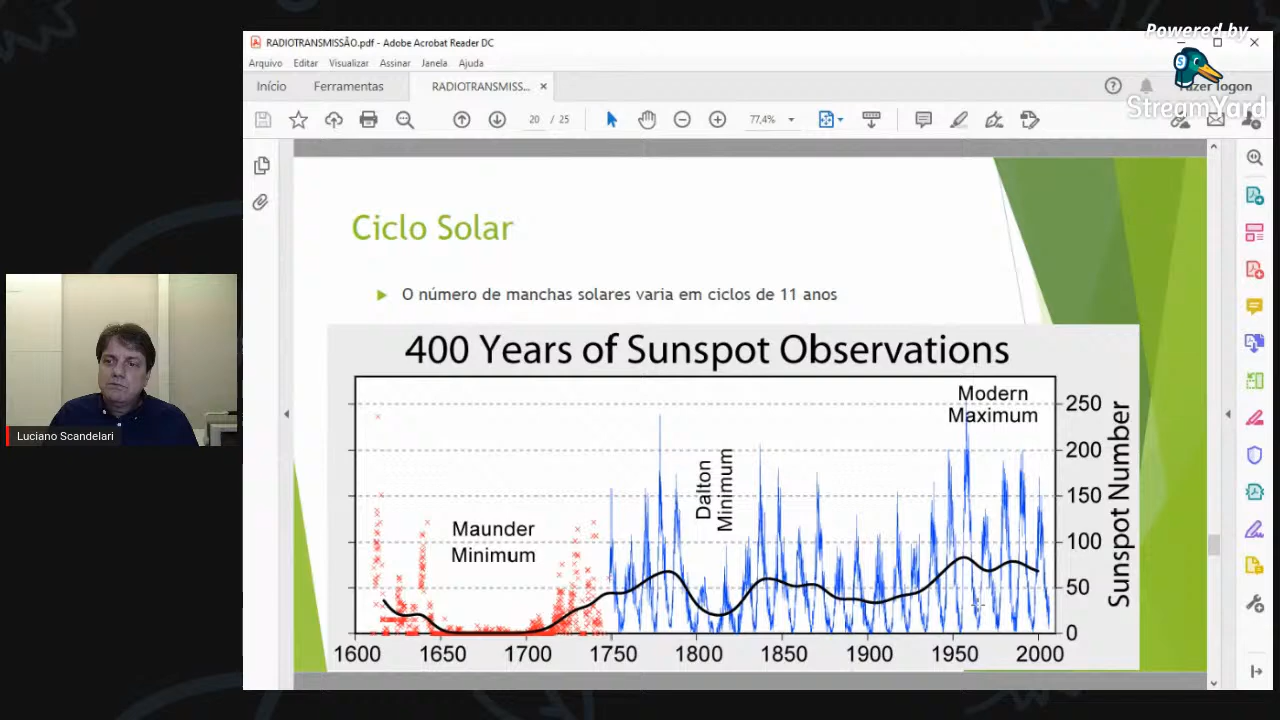 RADIOTRANSMISSÃO.pdf - Adobe Acrobat Reader DC
Powered by
Arquivo Editar Visualizar Assinar Janela Ajuda
Início Ferramentas RADIOTRANSMISS...
Fazer logon
StreamYard
20 / 25 77,4%
Ciclo Solar
O número de manchas solares varia em ciclos de 11 anos
400 Years of Sunspot Observations
Modern
Maximum
Dalton
Minimum
Maunder
Minimum
250
200
150
100
50
0
Sunspot Number
1600 1650 1700 1750 1800 1850 1900 1950 2000
Luciano Scandelari